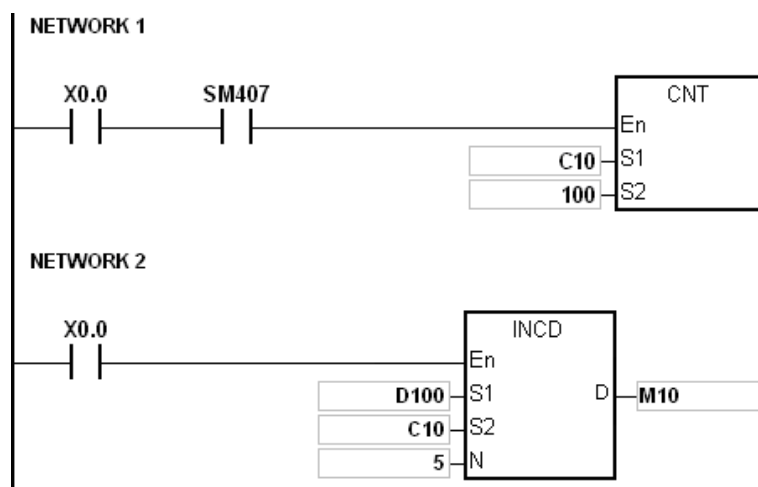 NETWORK 1
X0.0 SM407 CNT
En
C10 S1
100 S2
NETWORK 2
X0.0 INCD
En
D100 S1 D M10
C10 S2
5 N